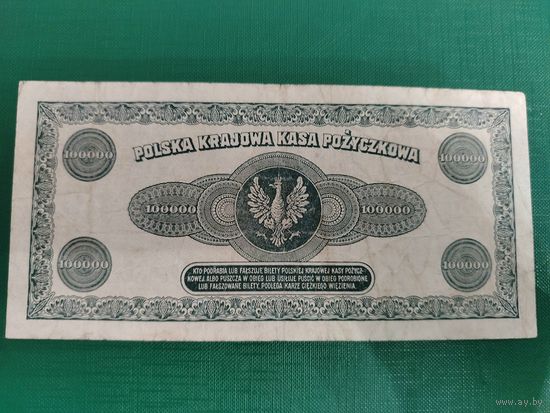 POLSKA KRAJOWA KASA POŻYCZKOWA
100000 100000
100000 100000
100000 100000
KTO PODRABIA LUB FAŁSZUJE BILETY POLSKIEJ KRAJOWEJ KASY POŻYCZ-
KOWEJ ALBO PUSZCZA W OBIEG LUB USIŁUJE PUŚCIĆ W OBIEG PODROBIONE
LUB FAŁSZOWANE BILETY, PODLEGA KARZE CIĘŻKIEGO WIĘZIENIA.
www.ay.by